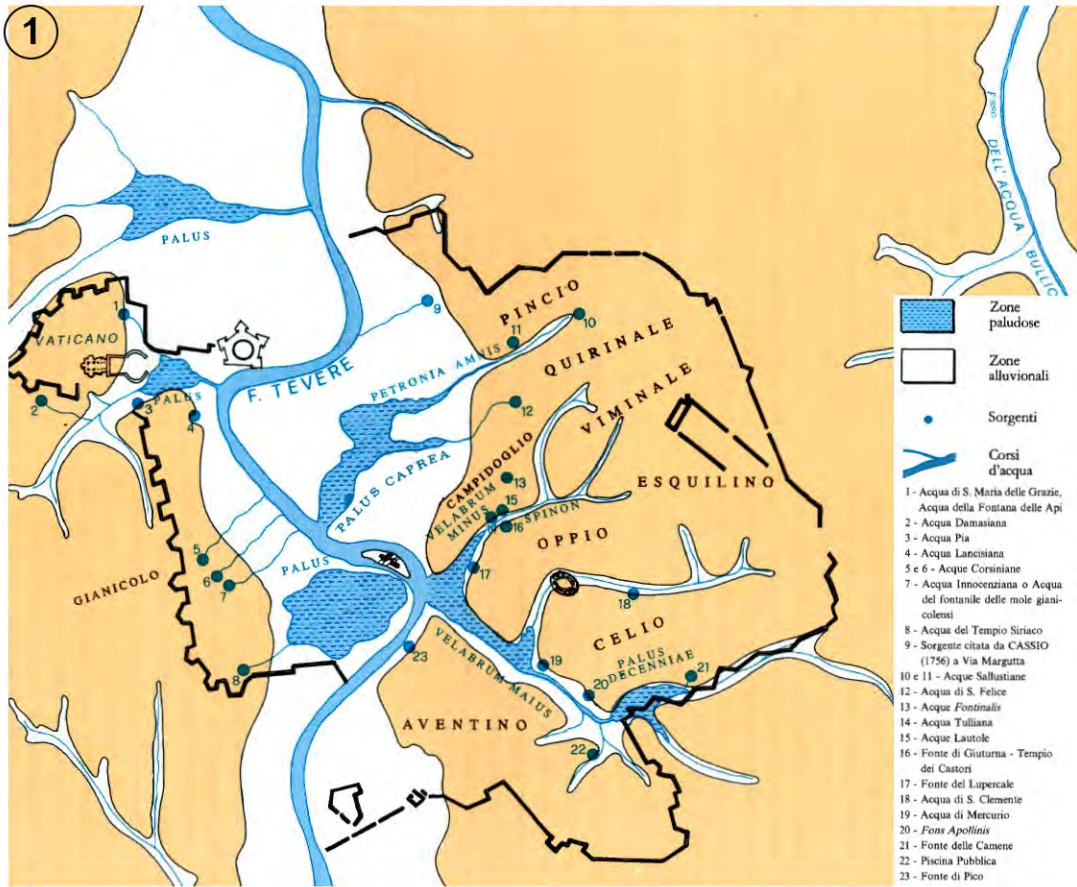 1
PALUS
F.SSO DELL' ACQUA BULLIC
1
VATICANO
2
3
PALUS
4
F. TEVERE
9
PINCIO
10
11
PETRONIA AMNIS
QUIRINALE
12
VIMINALE
PALUS CAPREA
CAMPIDOGLIO
13
VELABRUM
MINUS
15
14
16
SPINON
ESQUILINO
OPPIO
5
6
7
GIANICOLO
PALUS
17
18
CELIO
8
23
VELABRUM MAIUS
19
PALUS
DECENNIAE
20
21
AVENTINO
22
Zone
paludose
Zone
alluvionali
Sorgenti
Corsi
d'acqua
1 - Acqua di S. Maria delle Grazie,
Acqua della Fontana delle Api
2 - Acqua Damasiana
3 - Acqua Pia
4 - Acqua Lancisiana
5 e 6 - Acque Corsiniane
7 - Acqua Innocenziana o Acqua
del fontanile delle mole giani-
colensi
8 - Acqua del Tempio Siriaco
9 - Sorgente citata da CASSIO
(1756) a Via Margutta
10 e 11 - Acque Sallustiane
12 - Acqua di S. Felice
13 - Acque Fontinalis
14 - Acqua Tulliana
15 - Acque Lautole
16 - Fonte di Giuturna - Tempio
dei Castori
17 - Fonte del Lupercale
18 - Acqua di S. Clemente
19 - Acqua di Mercurio
20 - Fons Apollinis
21 - Fonte delle Camene
22 - Piscina Pubblica
23 - Fonte di Pico